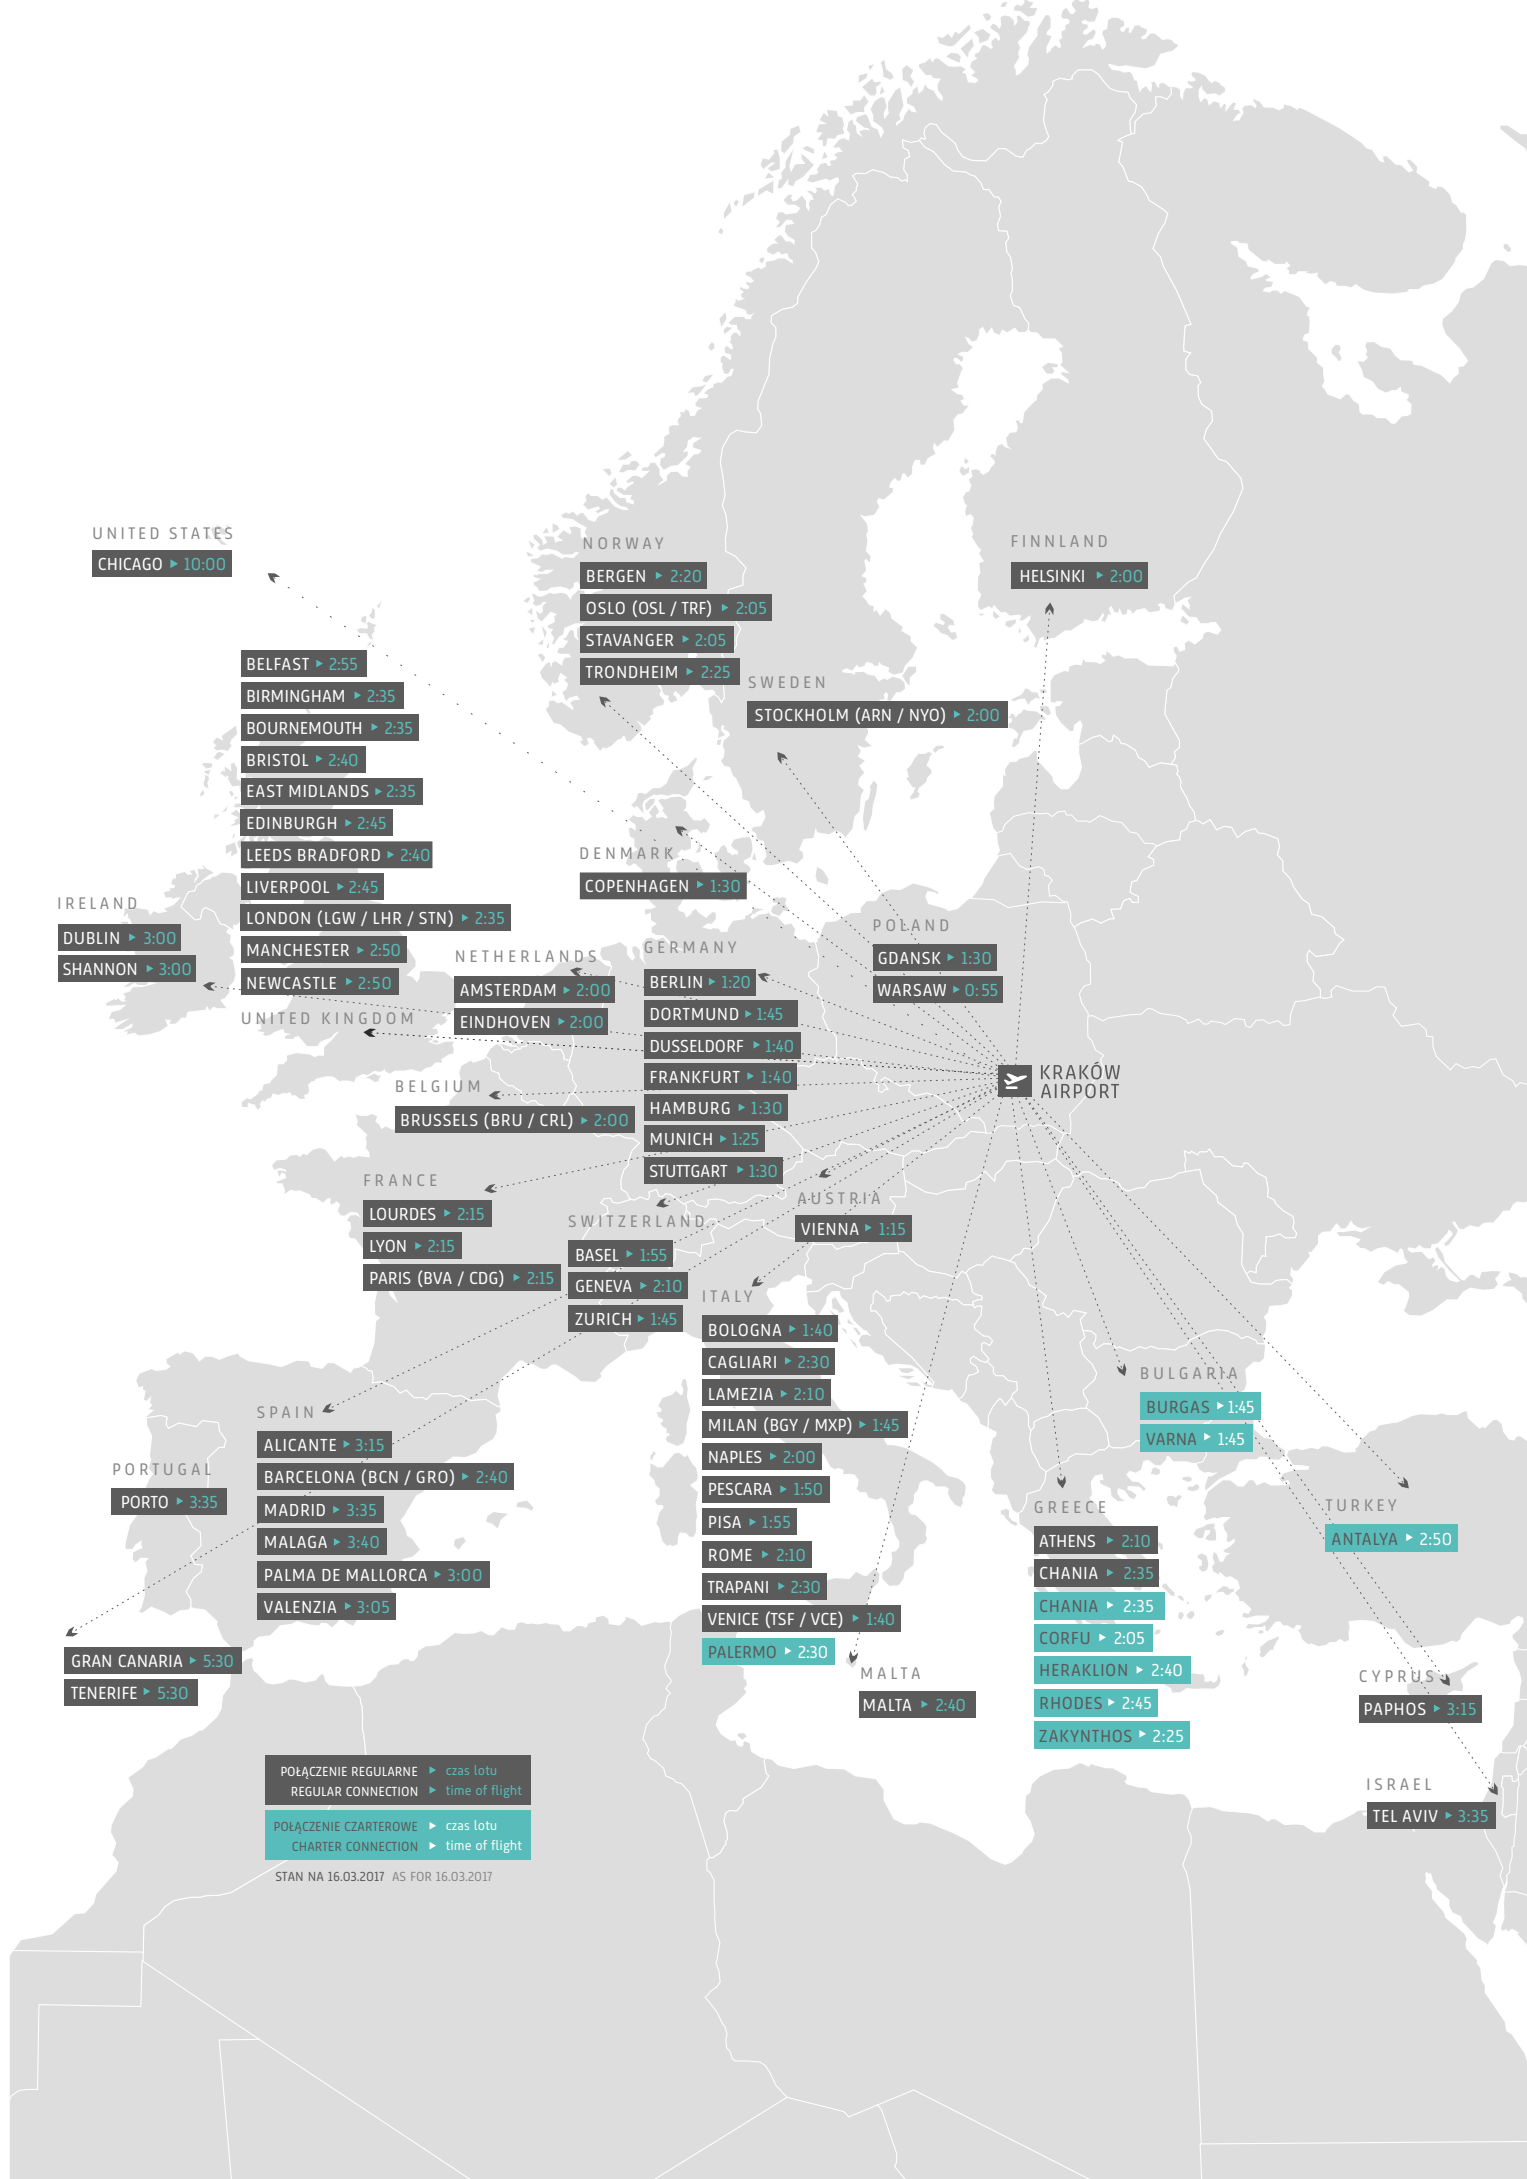 UNITED STATES
CHICAGO ▸ 10:00
NORWAY
BERGEN ▸ 2:20
OSLO (OSL / TRF) ▸ 2:05
STAVANGER ▸ 2:05
TRONDHEIM ▸ 2:25
FINNLAND
HELSINKI ▸ 2:00
SWEDEN
STOCKHOLM (ARN / NYO) ▸ 2:00
BELFAST ▸ 2:55
BIRMINGHAM ▸ 2:35
BOURNEMOUTH ▸ 2:35
BRISTOL ▸ 2:40
EAST MIDLANDS ▸ 2:35
EDINBURGH ▸ 2:45
LEEDS BRADFORD ▸ 2:40
LIVERPOOL ▸ 2:45
LONDON (LGW / LHR / STN) ▸ 2:35
MANCHESTER ▸ 2:50
NEWCASTLE ▸ 2:50
UNITED KINGDOM
IRELAND
DUBLIN ▸ 3:00
SHANNON ▸ 3:00
DENMARK
COPENHAGEN ▸ 1:30
POLAND
GDANSK ▸ 1:30
WARSAW ▸ 0:55
NETHERLANDS
AMSTERDAM ▸ 2:00
EINDHOVEN ▸ 2:00
GERMANY
BERLIN ▸ 1:20
DORTMUND ▸ 1:45
DUSSELDORF ▸ 1:40
FRANKFURT ▸ 1:40
HAMBURG ▸ 1:30
MUNICH ▸ 1:25
STUTTGART ▸ 1:30
KRAKÓW
AIRPORT
BELGIUM
BRUSSELS (BRU / CRL) ▸ 2:00
FRANCE
LOURDES ▸ 2:15
LYON ▸ 2:15
PARIS (BVA / CDG) ▸ 2:15
SWITZERLAND
BASEL ▸ 1:55
GENEVA ▸ 2:10
ZURICH ▸ 1:45
AUSTRIA
VIENNA ▸ 1:15
ITALY
BOLOGNA ▸ 1:40
CAGLIARI ▸ 2:30
LAMEZIA ▸ 2:10
MILAN (BGY / MXP) ▸ 1:45
NAPLES ▸ 2:00
PESCARA ▸ 1:50
PISA ▸ 1:55
ROME ▸ 2:10
TRAPANI ▸ 2:30
VENICE (TSF / VCE) ▸ 1:40
PALERMO ▸ 2:30
BULGARIA
BURGAS ▸ 1:45
VARNA ▸ 1:45
SPAIN
ALICANTE ▸ 3:15
BARCELONA (BCN / GRO) ▸ 2:40
MADRID ▸ 3:35
MALAGA ▸ 3:40
PALMA DE MALLORCA ▸ 3:00
VALENZIA ▸ 3:05
PORTUGAL
PORTO ▸ 3:35
GRAN CANARIA ▸ 5:30
TENERIFE ▸ 5:30
GREECE
ATHENS ▸ 2:10
CHANIA ▸ 2:35
CHANIA ▸ 2:35
CORFU ▸ 2:05
HERAKLION ▸ 2:40
RHODES ▸ 2:45
ZAKYNTHOS ▸ 2:25
TURKEY
ANTALYA ▸ 2:50
MALTA
MALTA ▸ 2:40
CYPRUS
PAPHOS ▸ 3:15
ISRAEL
TEL AVIV ▸ 3:35
POŁĄCZENIE REGULARNE ▸ czas lotu
REGULAR CONNECTION ▸ time of flight
POŁĄCZENIE CZARTEROWE ▸ czas lotu
CHARTER CONNECTION ▸ time of flight
STAN NA 16.03.2017 AS FOR 16.03.2017